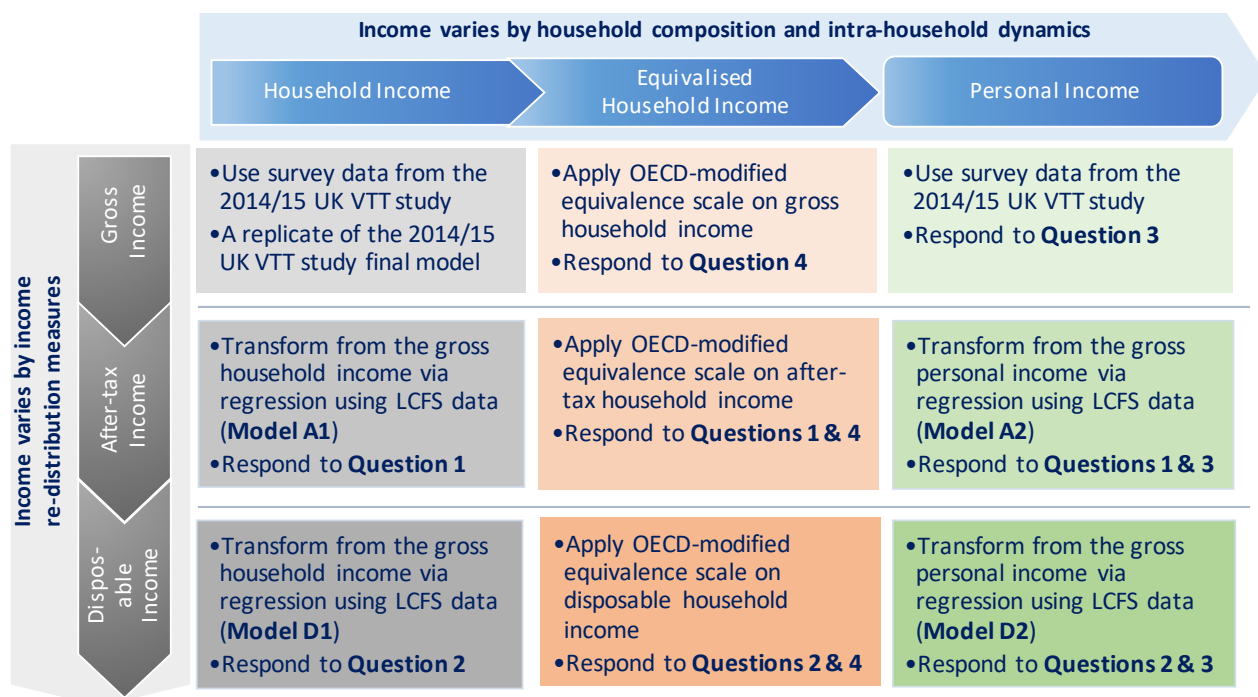 Income varies by household composition and intra-household dynamics
Household Income
Equivalised
Household Income
Personal Income
Income varies by income
re-distribution measures
Gross
Income
•Use survey data from the
2014/15 UK VTT study
•A replicate of the 2014/15
UK VTT study final model
•Apply OECD-modified
equivalence scale on gross
household income
•Respond to Question 4
•Use survey data from the
2014/15 UK VTT study
•Respond to Question 3
After-tax
Income
•Transform from the gross
household income via
regression using LCFS data
(Model A1)
•Respond to Question 1
•Apply OECD-modified
equivalence scale on after-
tax household income
•Respond to Questions 1 & 4
•Transform from the gross
personal income via
regression using LCFS data
(Model A2)
•Respond to Questions 1 & 3
Dispos-
able
Income
•Transform from the gross
household income via
regression using LCFS data
(Model D1)
•Respond to Question 2
•Apply OECD-modified
equivalence scale on
disposable household
income
•Respond to Questions 2 & 4
•Transform from the gross
personal income via
regression using LCFS data
(Model D2)
•Respond to Questions 2 & 3